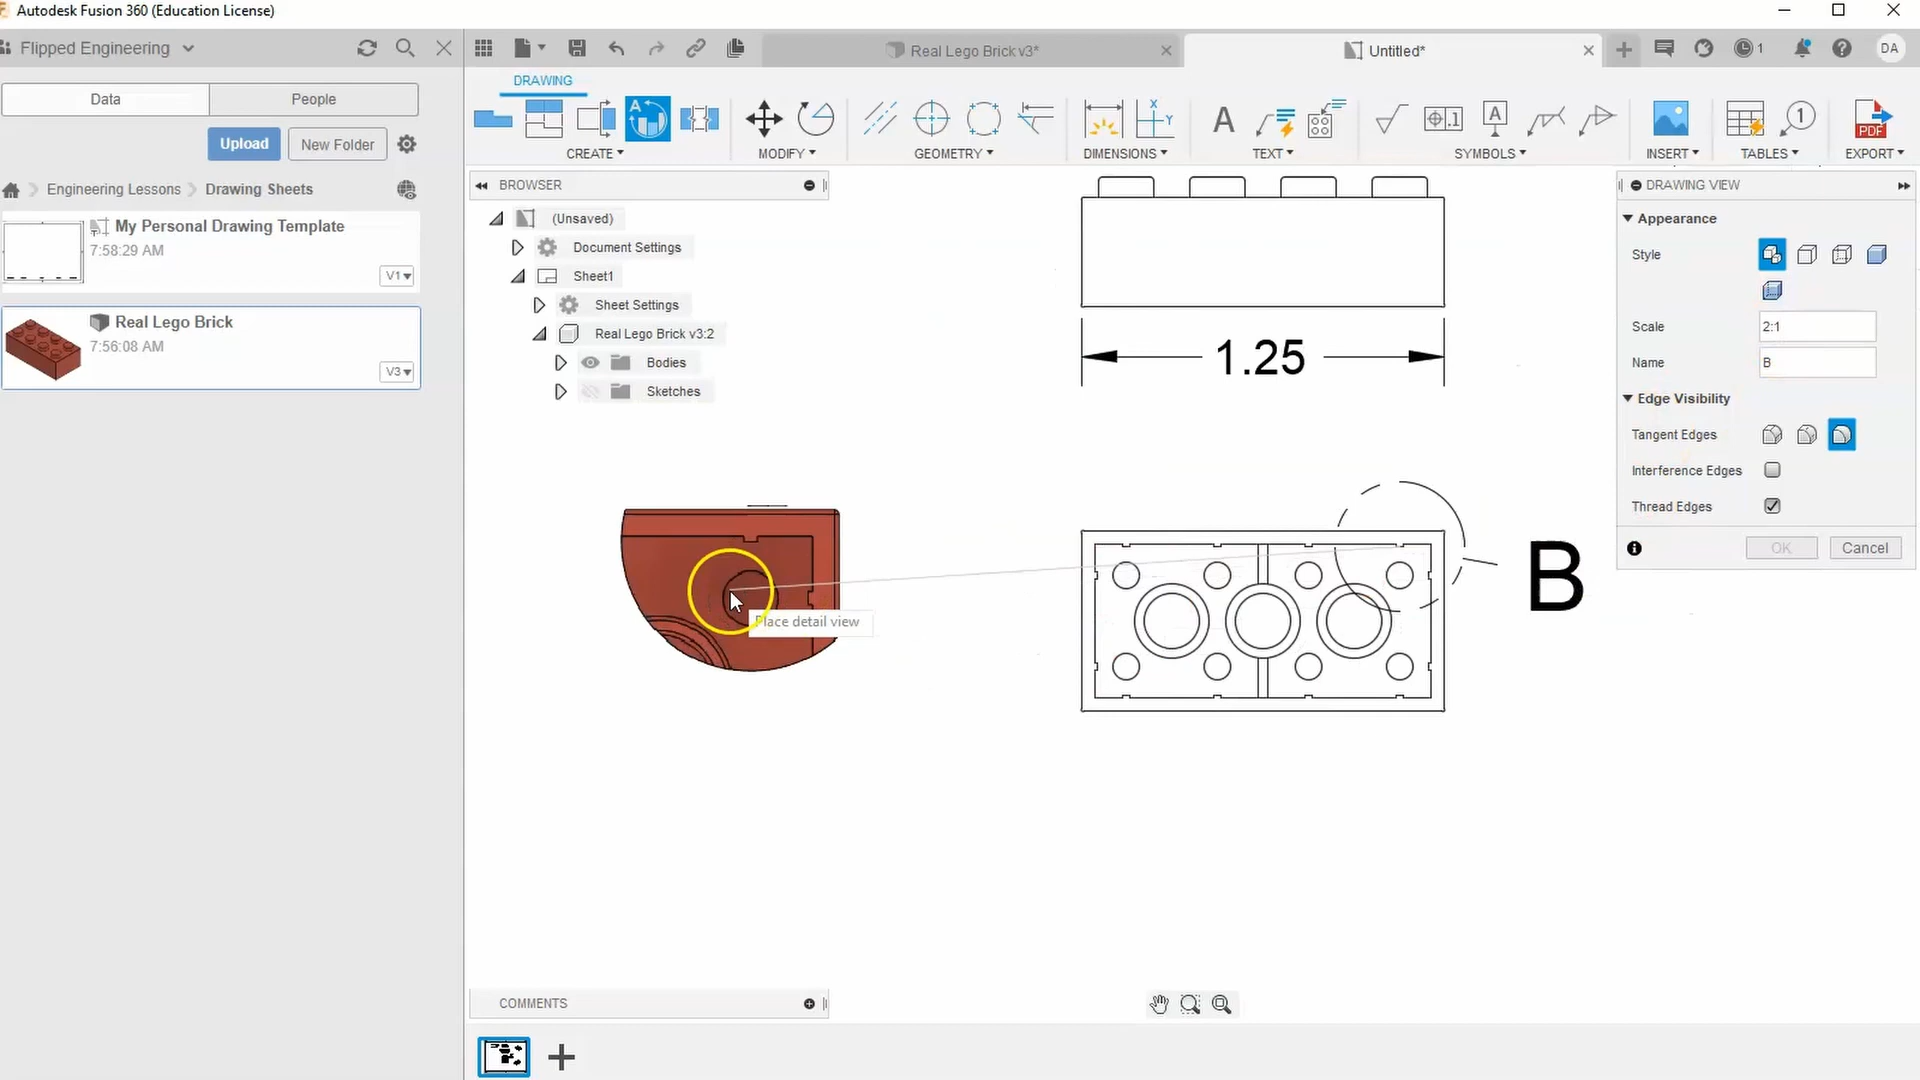 Autodesk Fusion 360 (Education License)
Flipped Engineering
Data
People
Upload
New Folder
Engineering Lessons
Drawing Sheets
My Personal Drawing Template
7:58:29 AM
V1
Real Lego Brick
7:56:08 AM
V3
Real Lego Brick v3*
Untitled*
1
DA
DRAWING
CREATE
MODIFY
GEOMETRY
DIMENSIONS
TEXT
SYMBOLS
INSERT
TABLES
EXPORT
BROWSER
(Unsaved)
Document Settings
Sheet1
Sheet Settings
Real Lego Brick v3:2
Bodies
Sketches
1.25
B
Place detail view
DRAWING VIEW
Appearance
Style
Scale
2:1
Name
B
Edge Visibility
Tangent Edges
Interference Edges
Thread Edges
OK
Cancel
COMMENTS